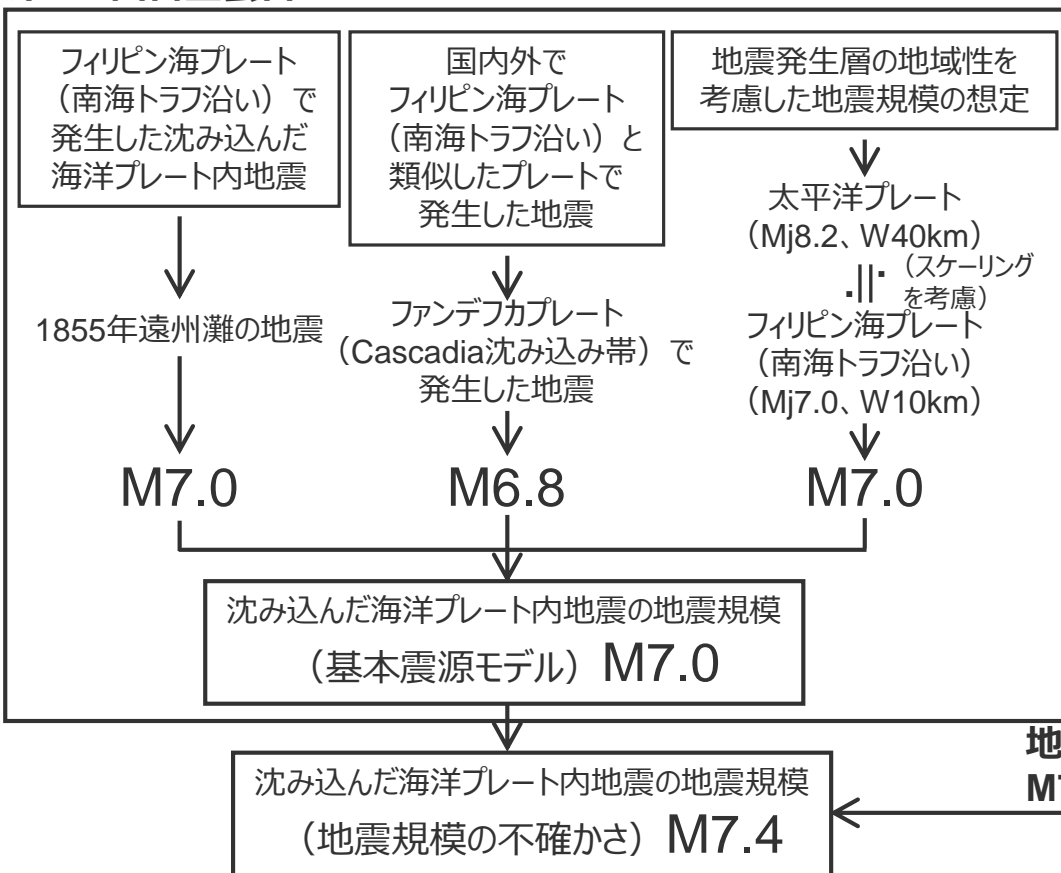 フィリピン海プレート
（南海トラフ沿い）で
発生した沈み込んだ
海洋プレート内地震
1855年遠州灘の地震
M7.0
国内外で
フィリピン海プレート
（南海トラフ沿い）と
類似したプレートで
発生した地震
ファンデフカプレート
（Cascadia沈み込み帯）で
発生した地震
M6.8
地震発生層の地域性を
考慮した地震規模の想定
太平洋プレート
（Mj8.2、W40km）
（スケーリング
を考慮）
フィリピン海プレート
（南海トラフ沿い）
（Mj7.0、W10km）
M7.0
沈み込んだ海洋プレート内地震の地震規模
（基本震源モデル）M7.0
沈み込んだ海洋プレート内地震の地震規模
（地震規模の不確かさ）M7.4
地